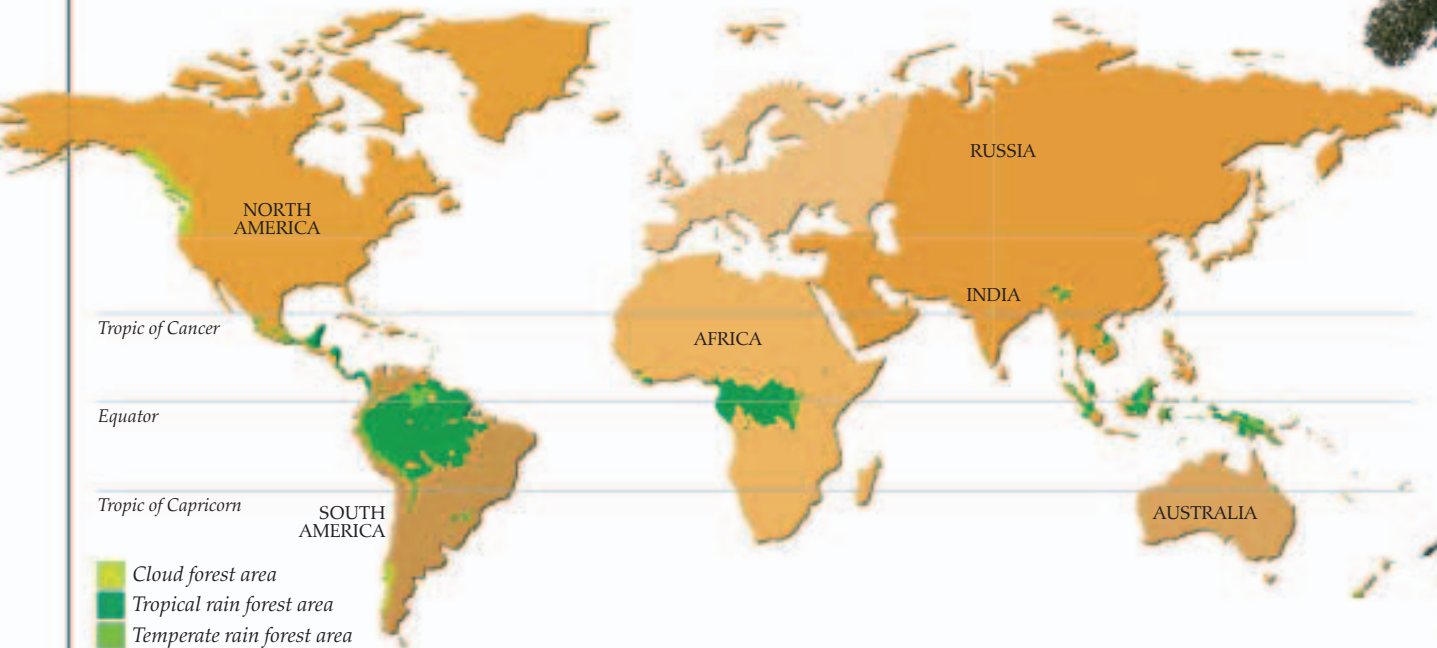 RUSSIA
NORTH
AMERICA
INDIA
Tropic of Cancer
AFRICA
Equator
Tropic of Capricorn
SOUTH
AMERICA
AUSTRALIA
Cloud forest area
Tropical rain forest area
Temperate rain forest area